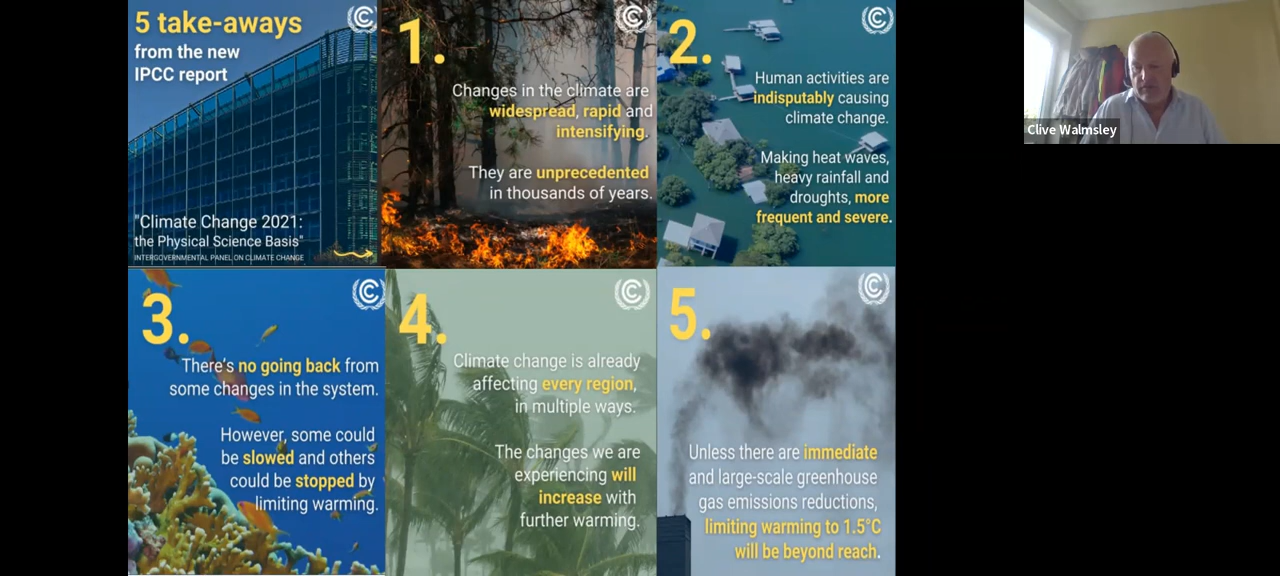 5 take-aways
from the new
IPCC report
"Climate Change 2021:
the Physical Science Basis"
INTERGOVERNMENTAL PANEL ON CLIMATE CHANGE
1.
Changes in the climate are
widespread, rapid and
intensifying.
They are unprecedented
in thousands of years.
2.
Human activities are
indisputably causing
climate change.
Making heat waves,
heavy rainfall and
droughts, more
frequent and severe.
3.
There's no going back from
some changes in the system.
However, some could
be slowed and others
could be stopped by
limiting warming.
4.
Climate change is already
affecting every region,
in multiple ways.
The changes we are
experiencing will
increase with
further warming.
5.
Unless there are immediate
and large-scale greenhouse
gas emissions reductions,
limiting warming to 1.5°C
will be beyond reach.
Clive Walmsley